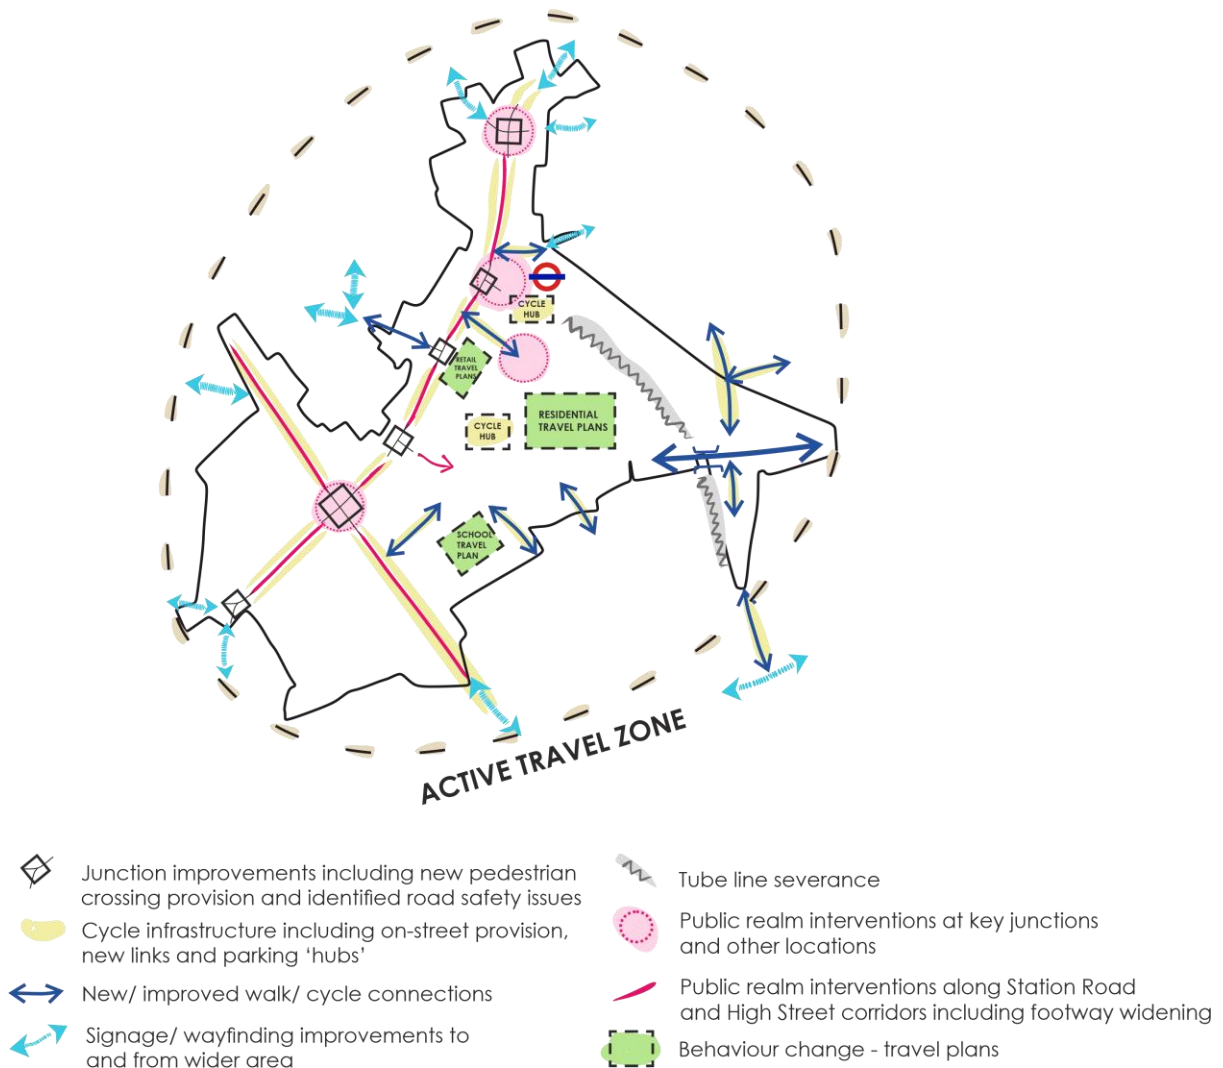 CYCLE
HUB
RETAIL
TRAVEL
PLANS
CYCLE
HUB
RESIDENTIAL
TRAVEL PLANS
SCHOOL
TRAVEL
PLAN
ACTIVE TRAVEL ZONE
Junction improvements including new pedestrian
crossing provision and identified road safety issues
Cycle infrastructure including on-street provision,
new links and parking ‘hubs’
New/ improved walk/ cycle connections
Signage/ wayfinding improvements to
and from wider area
Tube line severance
Public realm interventions at key junctions
and other locations
Public realm interventions along Station Road
and High Street corridors including footway widening
Behaviour change - travel plans